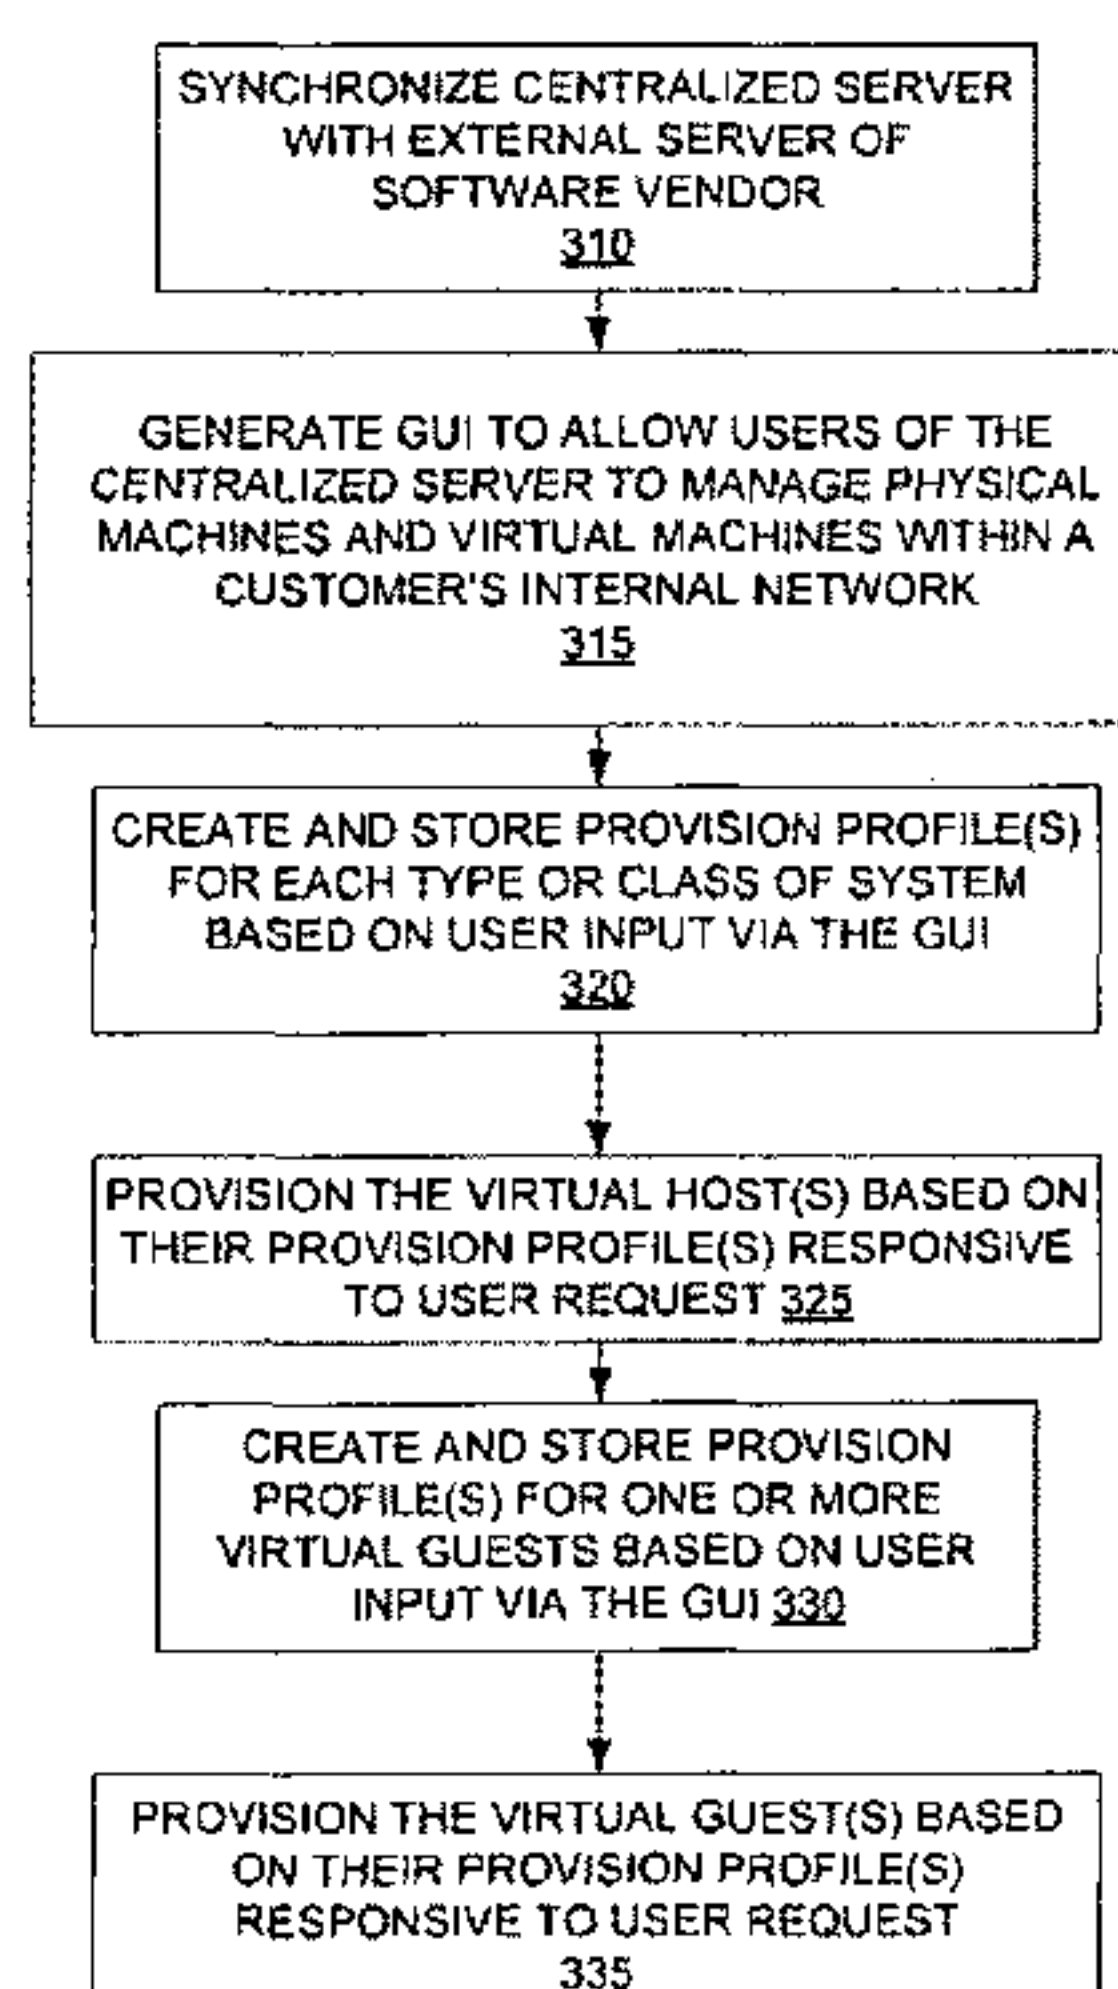 SYNCHRONIZE CENTRALIZED SERVER
WITH EXTERNAL SERVER OF
SOFTWARE VENDOR
310
GENERATE GUI TO ALLOW USERS OF THE
CENTRALIZED SERVER TO MANAGE PHYSICAL
MACHINES AND VIRTUAL MACHINES WITHIN A
CUSTOMER'S INTERNAL NETWORK
315
CREATE AND STORE PROVISION PROFILE(S)
FOR EACH TYPE OR CLASS OF SYSTEM
BASED ON USER INPUT VIA THE GUI
320
PROVISION THE VIRTUAL HOST(S) BASED ON
THEIR PROVISION PROFILE(S) RESPONSIVE
TO USER REQUEST 325
CREATE AND STORE PROVISION
PROFILE(S) FOR ONE OR MORE
VIRTUAL GUESTS BASED ON USER
INPUT VIA THE GUI 330
PROVISION THE VIRTUAL GUEST(S) BASED
ON THEIR PROVISION PROFILE(S)
RESPONSIVE TO USER REQUEST
335